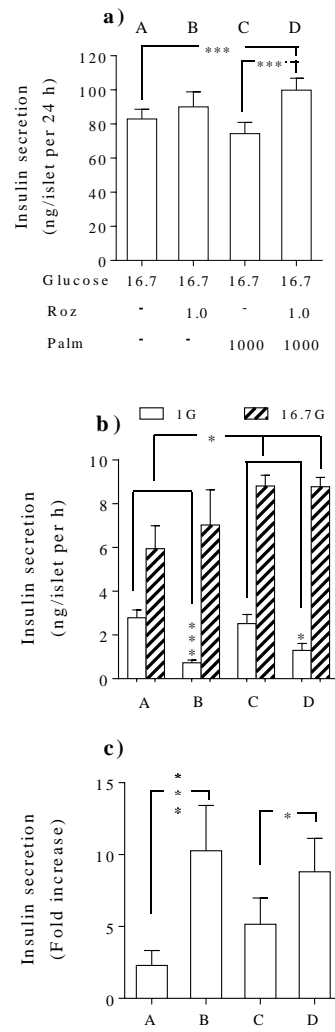 a)
A B C D
***
***
Insulin secretion
(ng/islet per 24 h)
120
100
80
60
40
20
0
Glucose 16.7 16.7 16.7 16.7
Roz - 1.0 - 1.0
Palm - - 1000 1000
b)
1G 16.7G
*
Insulin secretion
(ng/islet per h)
10
8
6
4
2
0
***
*
A B C D
c)
Insulin secretion
(Fold increase)
15
10
5
0
***
*
A B C D